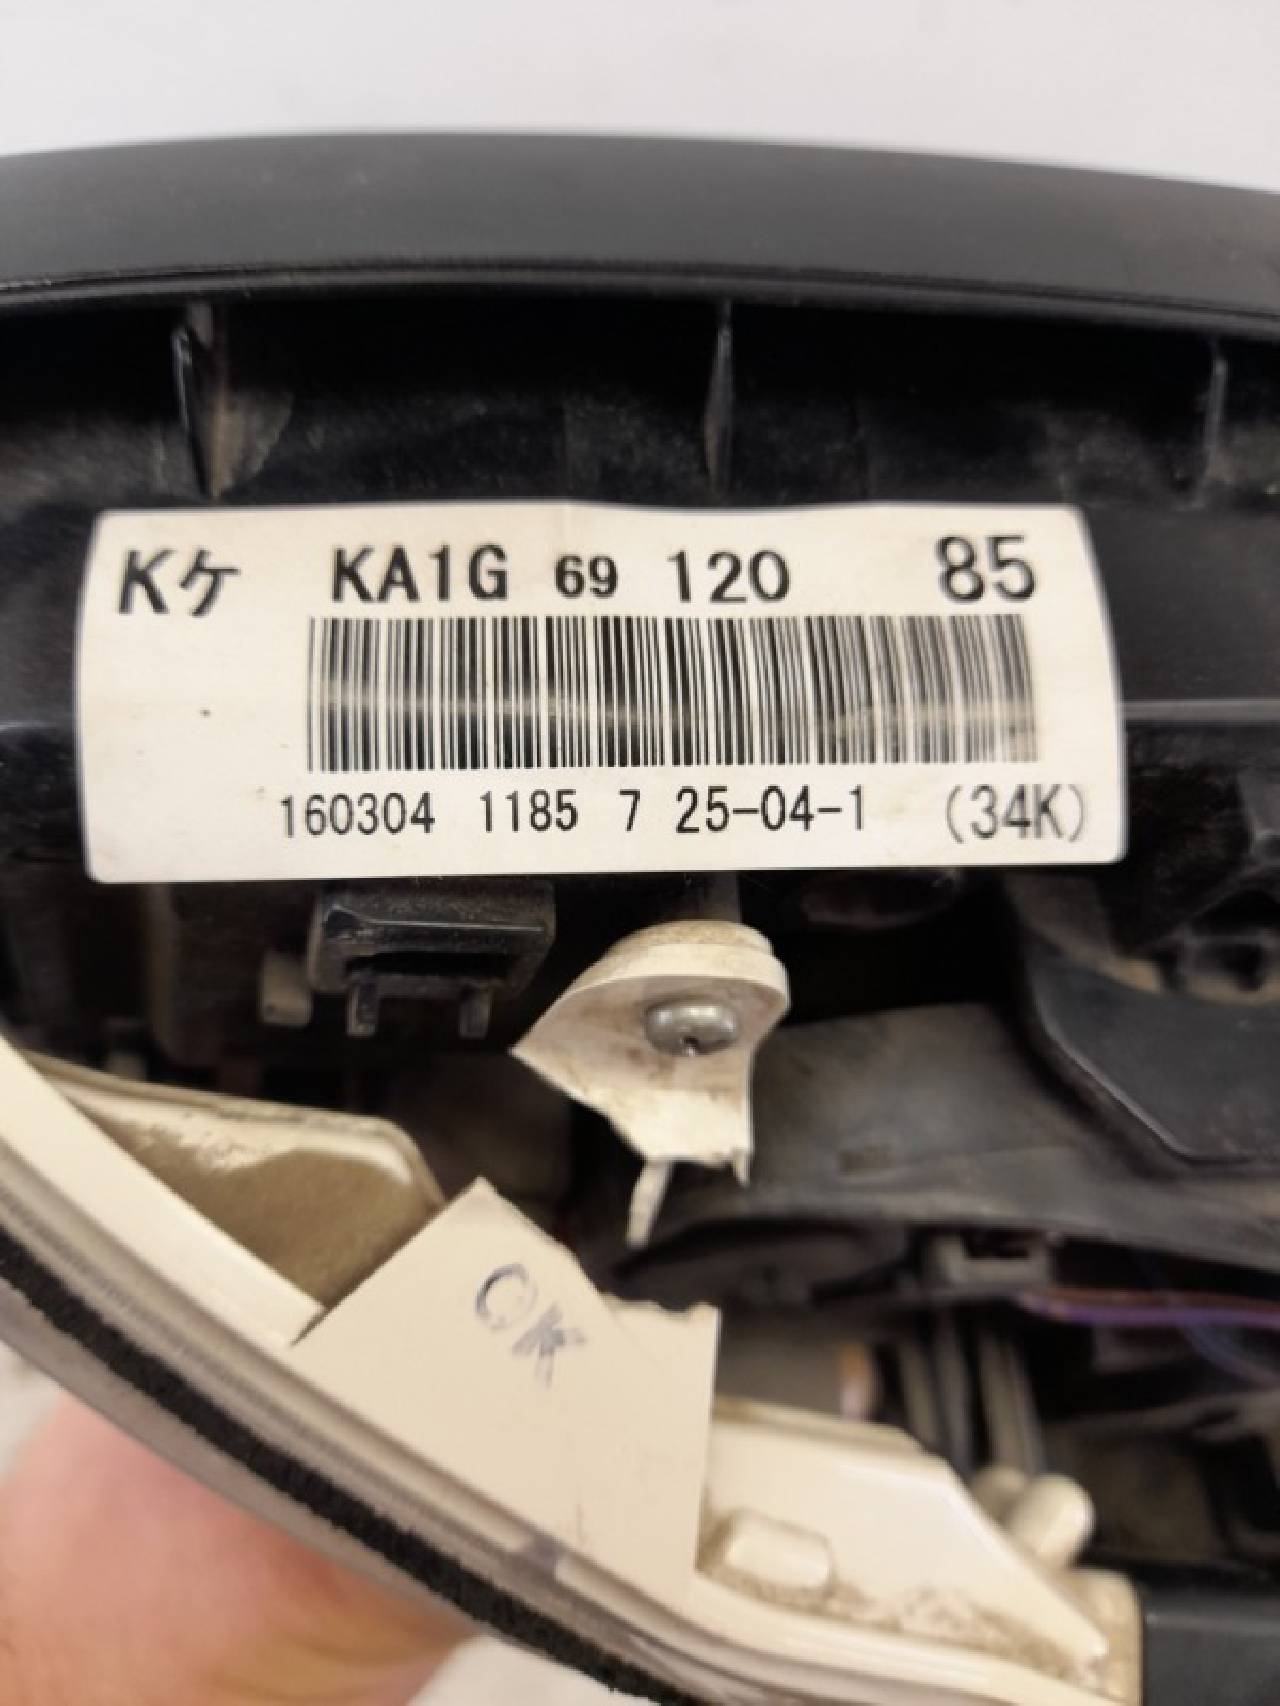 Kケ KA1G 69 120 85
160304 1185 7 25-04-1 (34K)
OK